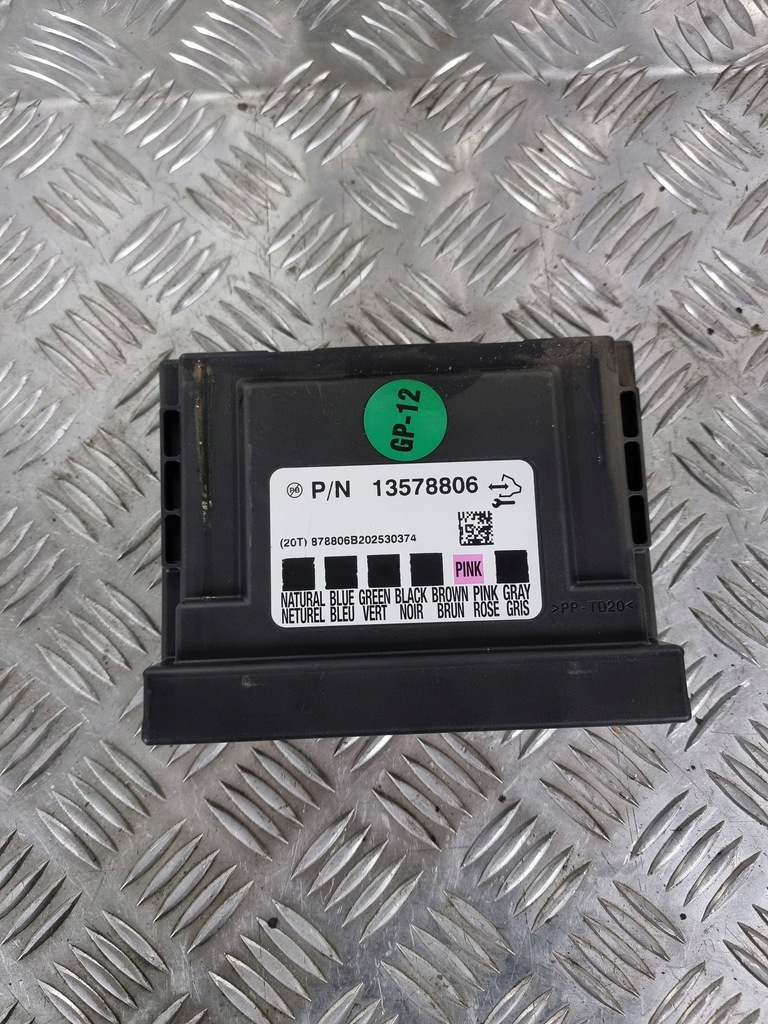 GP-12
P/N 13578806
(20T) 878806B202530374
PINK
NATURAL BLUE GREEN BLACK BROWN PINK GRAY
NETUREL BLEU VERT NOIR BRUN ROSE GRIS
>PP-TD20<